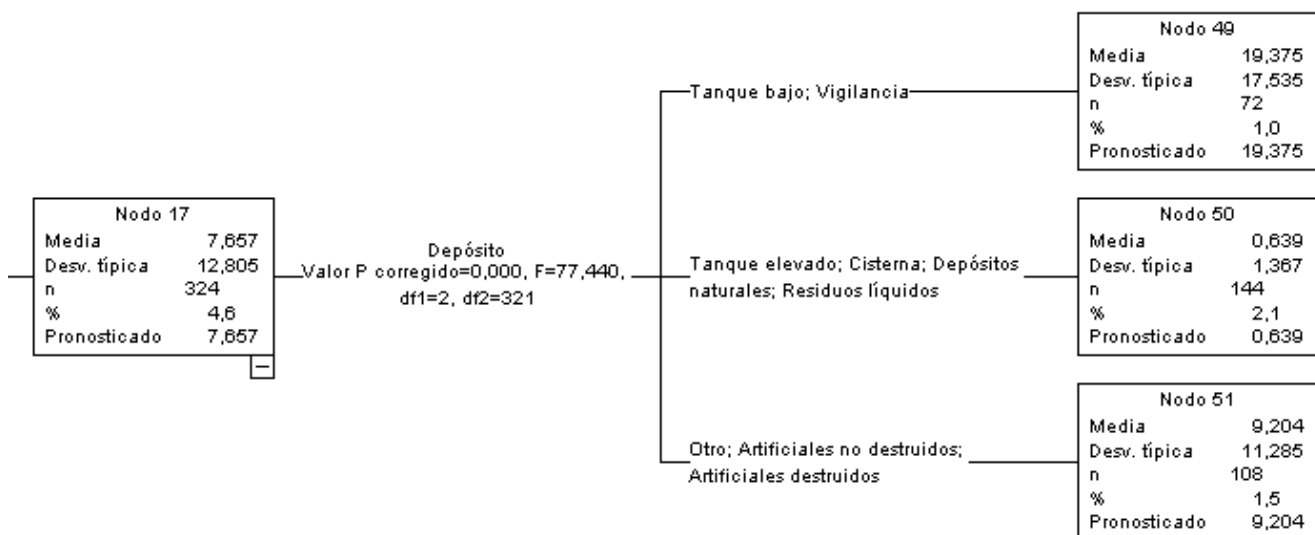 Nodo 17
Media 7,657
Desv. típica 12,805
n 324
% 4,6
Pronosticado 7,657
Depósito
Valor P corregido=0,000, F=77,440,
df1=2, df2=321
Tanque bajo; Vigilancia
Nodo 49
Media 19,375
Desv. típica 17,535
n 72
% 1,0
Pronosticado 19,375
Tanque elevado; Cisterna; Depósitos
naturales; Residuos líquidos
Nodo 50
Media 0,639
Desv. típica 1,367
n 144
% 2,1
Pronosticado 0,639
Otro; Artificiales no destruidos;
Artificiales destruidos
Nodo 51
Media 9,204
Desv. típica 11,285
n 108
% 1,5
Pronosticado 9,204